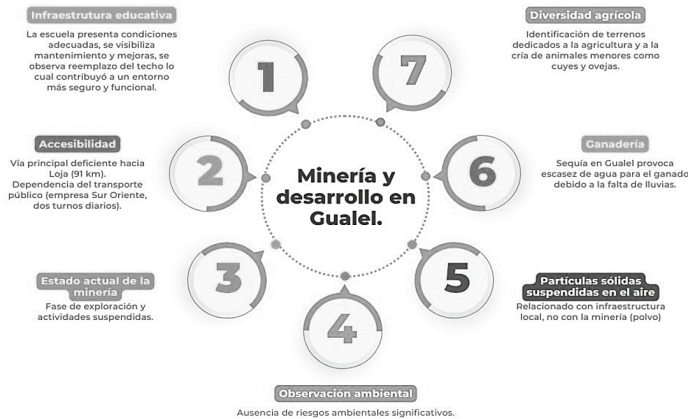 Infraestrutura educativa
La escuela presenta condiciones
adecuadas, se visibiliza
mantenimiento y mejoras, se
observa reemplazo del techo lo
cual contribuyó a un entorno
más seguro y funcional.
1
Accesibilidad
Vía principal deficiente hacia
Loja (91 km).
Dependencia del transporte
público (empresa Sur Oriente,
dos turnos diarios).
2
Estado actual de la
minería
Fase de exploración y
actividades suspendidas.
3
Minería y
desarrollo en
Gualel.
4
Observación ambiental
Ausencia de riesgos ambientales significativos.
5
Partículas sólidas
suspendidas en el aire
Relacionado con infraestructura
local, no con la minería (polvo)
6
Ganadería
Sequía en Gualel provoca
escasez de agua para el ganado
debido a la falta de lluvias.
7
Diversidad agrícola
Identificación de terrenos
dedicados a la agricultura y a la
cría de animales menores como
cuyes y ovejas.